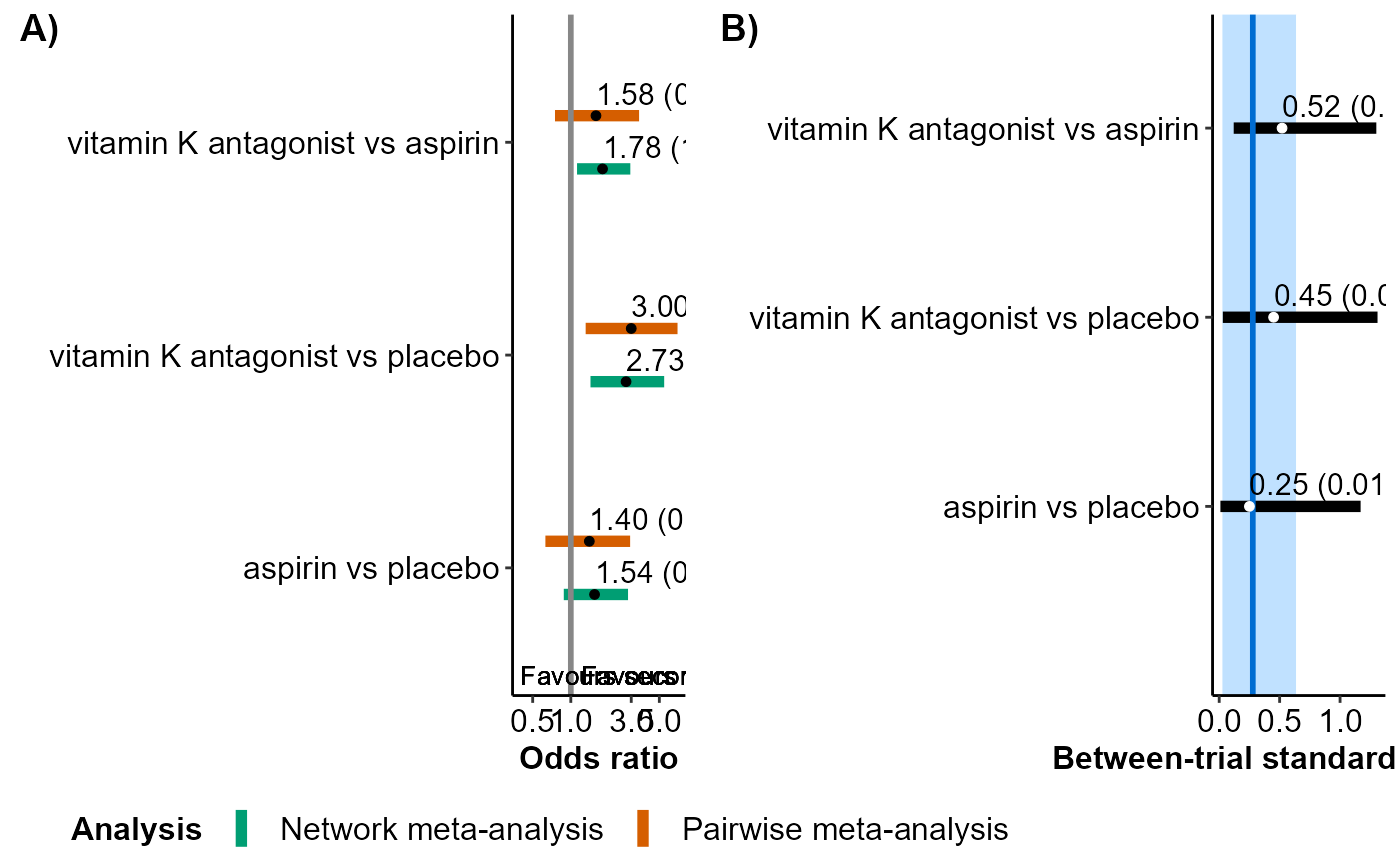 A)
vitamin K antagonist vs aspirin
1.58 (0
1.78 (
vitamin K antagonist vs placebo
3.00
2.73
aspirin vs placebo
1.40 (0
1.54 (0
Favours
0.5 1.0 3.0 5.0
Odds ratio
B)
vitamin K antagonist vs aspirin
0.52 (0.
vitamin K antagonist vs placebo
0.45 (0.0
aspirin vs placebo
0.25 (0.01
0.0 0.5 1.0
Between-trial standard
Analysis Network meta-analysis Pairwise meta-analysis